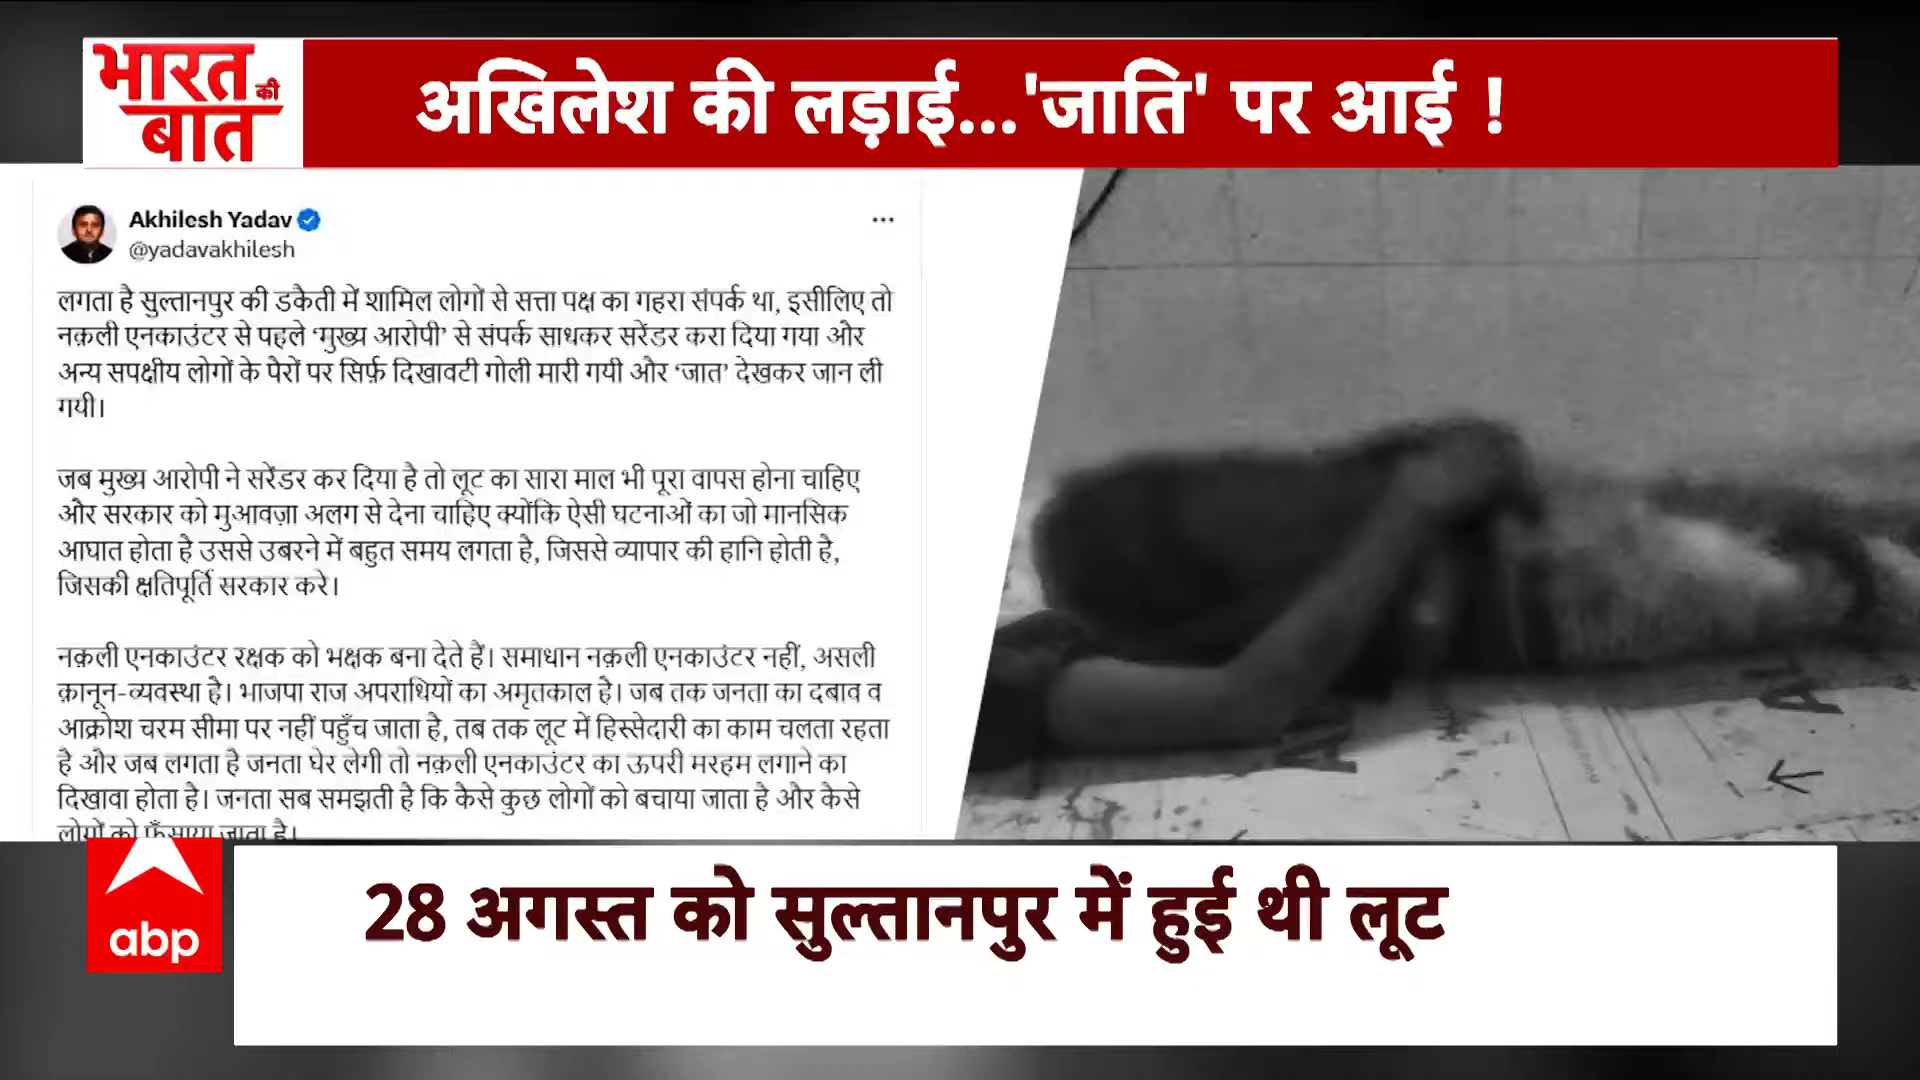 भारत की बात
अखिलेश की लड़ाई...'जाति' पर आई !
Akhilesh Yadav
@yadavakhilesh
लगता है सुल्तानपुर की डकैती में शामिल लोगों से सत्ता पक्ष का गहरा संपर्क था, इसीलिए तो
नक़ली एनकाउंटर से पहले ‘मुख्य आरोपी’ से संपर्क साधकर सरेंडर करा दिया गया और
अन्य सपक्षीय लोगों के पैरों पर सिर्फ़ दिखावटी गोली मारी गयी और ‘जात’ देखकर जान ली
गयी।
जब मुख्य आरोपी ने सरेंडर कर दिया है तो लूट का सारा माल भी पूरा वापस होना चाहिए
और सरकार को मुआवज़ा अलग से देना चाहिए क्योंकि ऐसी घटनाओं का जो मानसिक
आघात होता है उससे उबरने में बहुत समय लगता है, जिससे व्यापार की हानि होती है,
जिसकी क्षतिपूर्ति सरकार करे।
नक़ली एनकाउंटर रक्षक को भक्षक बना देते हैं। समाधान नक़ली एनकाउंटर नहीं, असली
क़ानून-व्यवस्था है। भाजपा राज अपराधियों का अमृतकाल है। जब तक जनता का दबाव व
आक्रोश चरम सीमा पर नहीं पहुँच जाता है, तब तक लूट में हिस्सेदारी का काम चलता रहता
है और जब लगता है जनता घेर लेगी तो नक़ली एनकाउंटर का ऊपरी मरहम लगाने का
दिखावा होता है। जनता सब समझती है कि कैसे कुछ लोगों को बचाया जाता है और कैसे
लोगों को फँसाया जाता है।
abp
28 अगस्त को सुल्तानपुर में हुई थी लूट